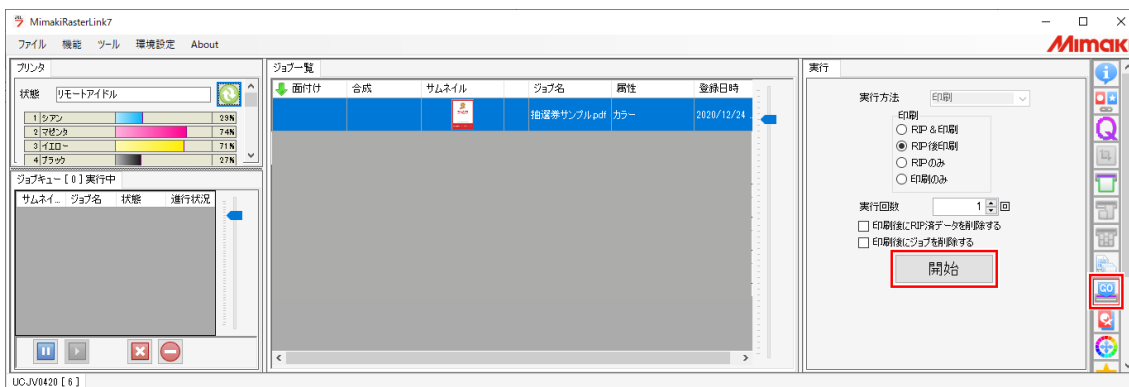 MimakiRasterLink7
ファイル 機能 ツール 環境設定 About
Mimaki
プリンタ
状態 リモートアイドル
1 シアン 29%
2 マゼンタ 74%
3 イエロー 71%
4 ブラック 27%
ジョブキュー [ 0 ] 実行中
サムネイ... ジョブ名 状態 進行状況
ジョブ一覧
面付け 合成 サムネイル ジョブ名 属性 登録日時
抽選券サンプル.pdf カラー 2020/12/24 .
実行
実行方法 印刷
印刷
RIP & 印刷
RIP後印刷
RIPのみ
印刷のみ
実行回数 1 回
印刷後にRIP済データを削除する
印刷後にジョブを削除する
開始
GO
UCJV0420 [ 6 ]